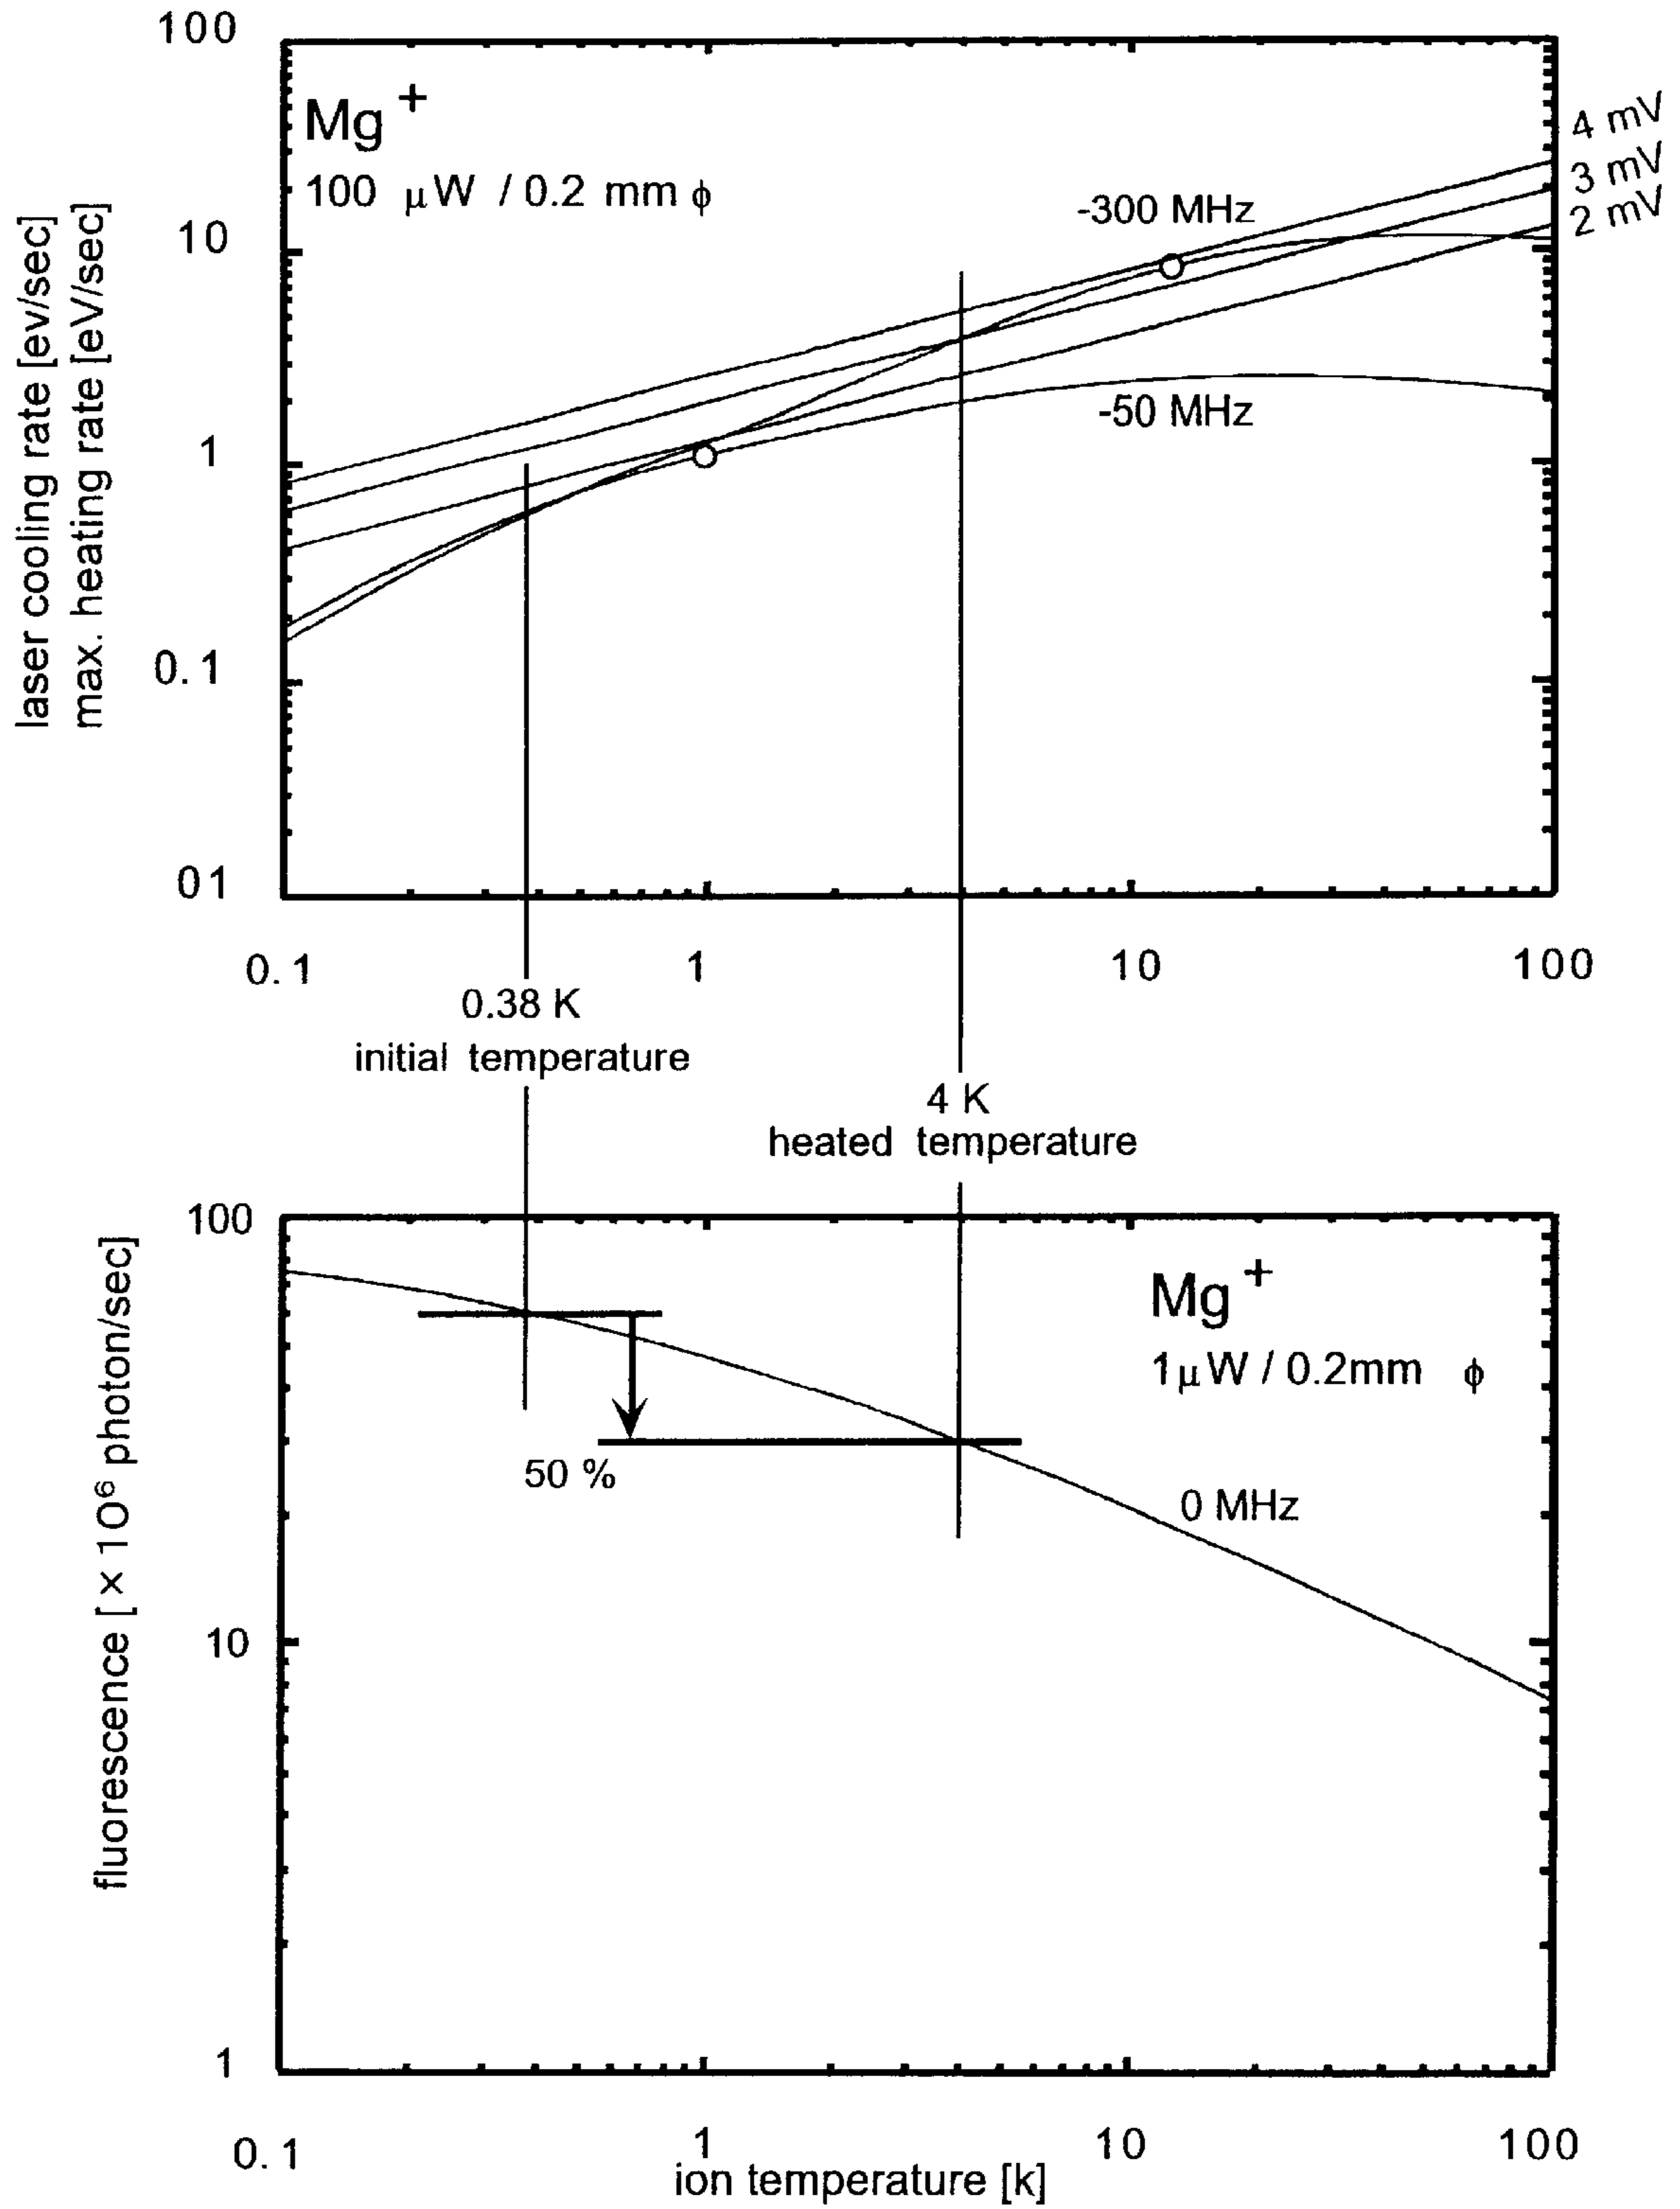 100
10
1
0.1
01
laser cooling rate [ev/sec]
max. heating rate [eV/sec]
Mg +
100 μW / 0.2 mm ϕ
-300 MHz
-50 MHz
4 mV
3 mV
2 mV
0.1
1
10
100
0.38 K
initial temperature
4 K
heated temperature
100
10
1
fluorescence [ × 10⁶ photon/sec]
Mg +
1μW / 0.2mm ϕ
50 %
0 MHz
0.1
1
10
100
ion temperature [k]